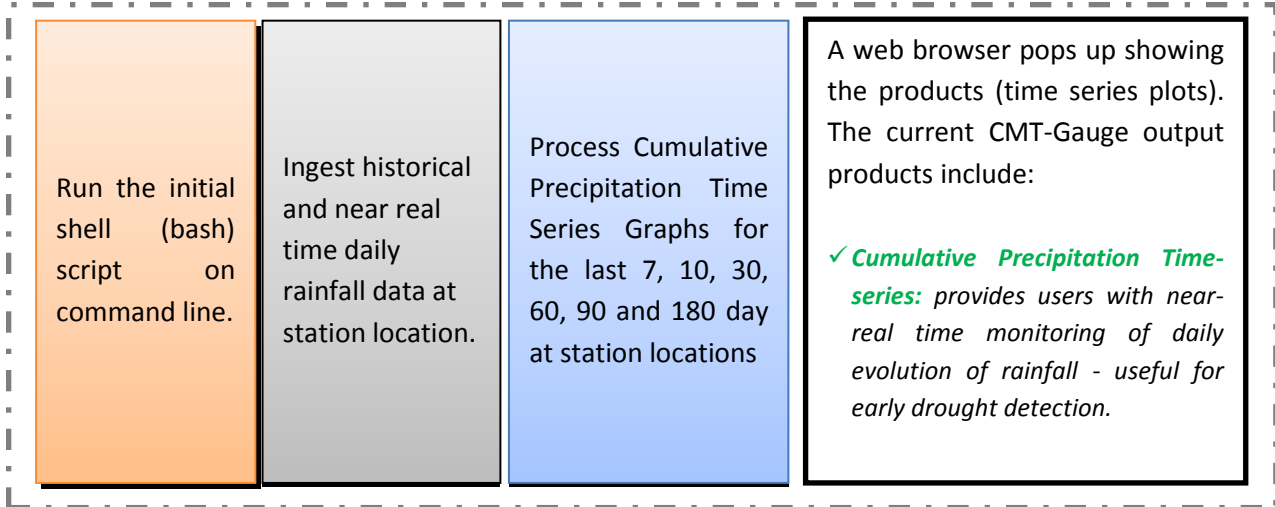 Run the initial
shell (bash)
script on
command line.
Ingest historical
and near real
time daily
rainfall data at
station location.
Process Cumulative
Precipitation Time
Series Graphs for
the last 7, 10, 30,
60, 90 and 180 day
at station locations
A web browser pops up showing
the products (time series plots).
The current CMT-Gauge output
products include:
✓ Cumulative Precipitation Time-
series: provides users with near-
real time monitoring of daily
evolution of rainfall - useful for
early drought detection.